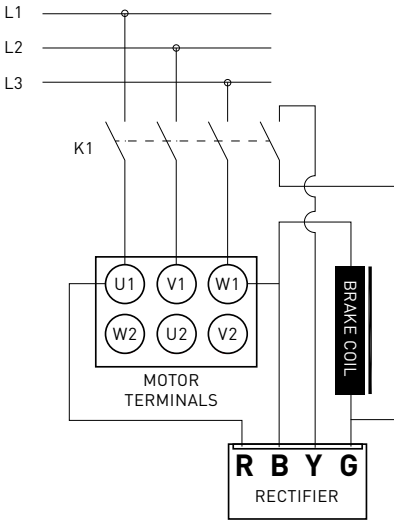 L1
L2
L3
K1
U1 V1 W1
W2 U2 V2
MOTOR
TERMINALS
BRAKE COIL
R B Y G
RECTIFIER